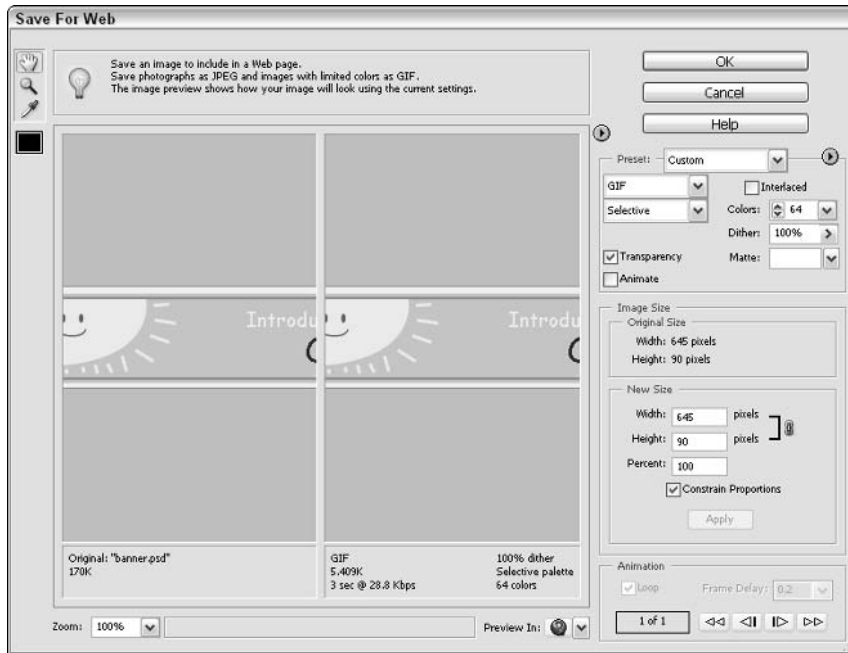 Save For Web
Save an image to include in a Web page.
Save photographs as JPEG and images with limited colors as GIF.
The image preview shows how your image will look using the current settings.
OK
Cancel
Help
Preset: Custom
GIF
Interlaced
Selective
Colors: 64
Dither: 100%
Transparency
Matte:
Animate
Introdu
Introdu
Image Size
Original Size
Width: 645 pixels
Height: 90 pixels
New Size
Width: 645 pixels
Height: 90 pixels
Percent: 100
Constrain Proportions
Apply
Original: "banner.psd"
170K
GIF
5.409K
3 sec @ 28.8 Kbps
100% dither
Selective palette
64 colors
Animation
Loop
Frame Delay: 0.2
1 of 1
Zoom: 100%
Preview In: